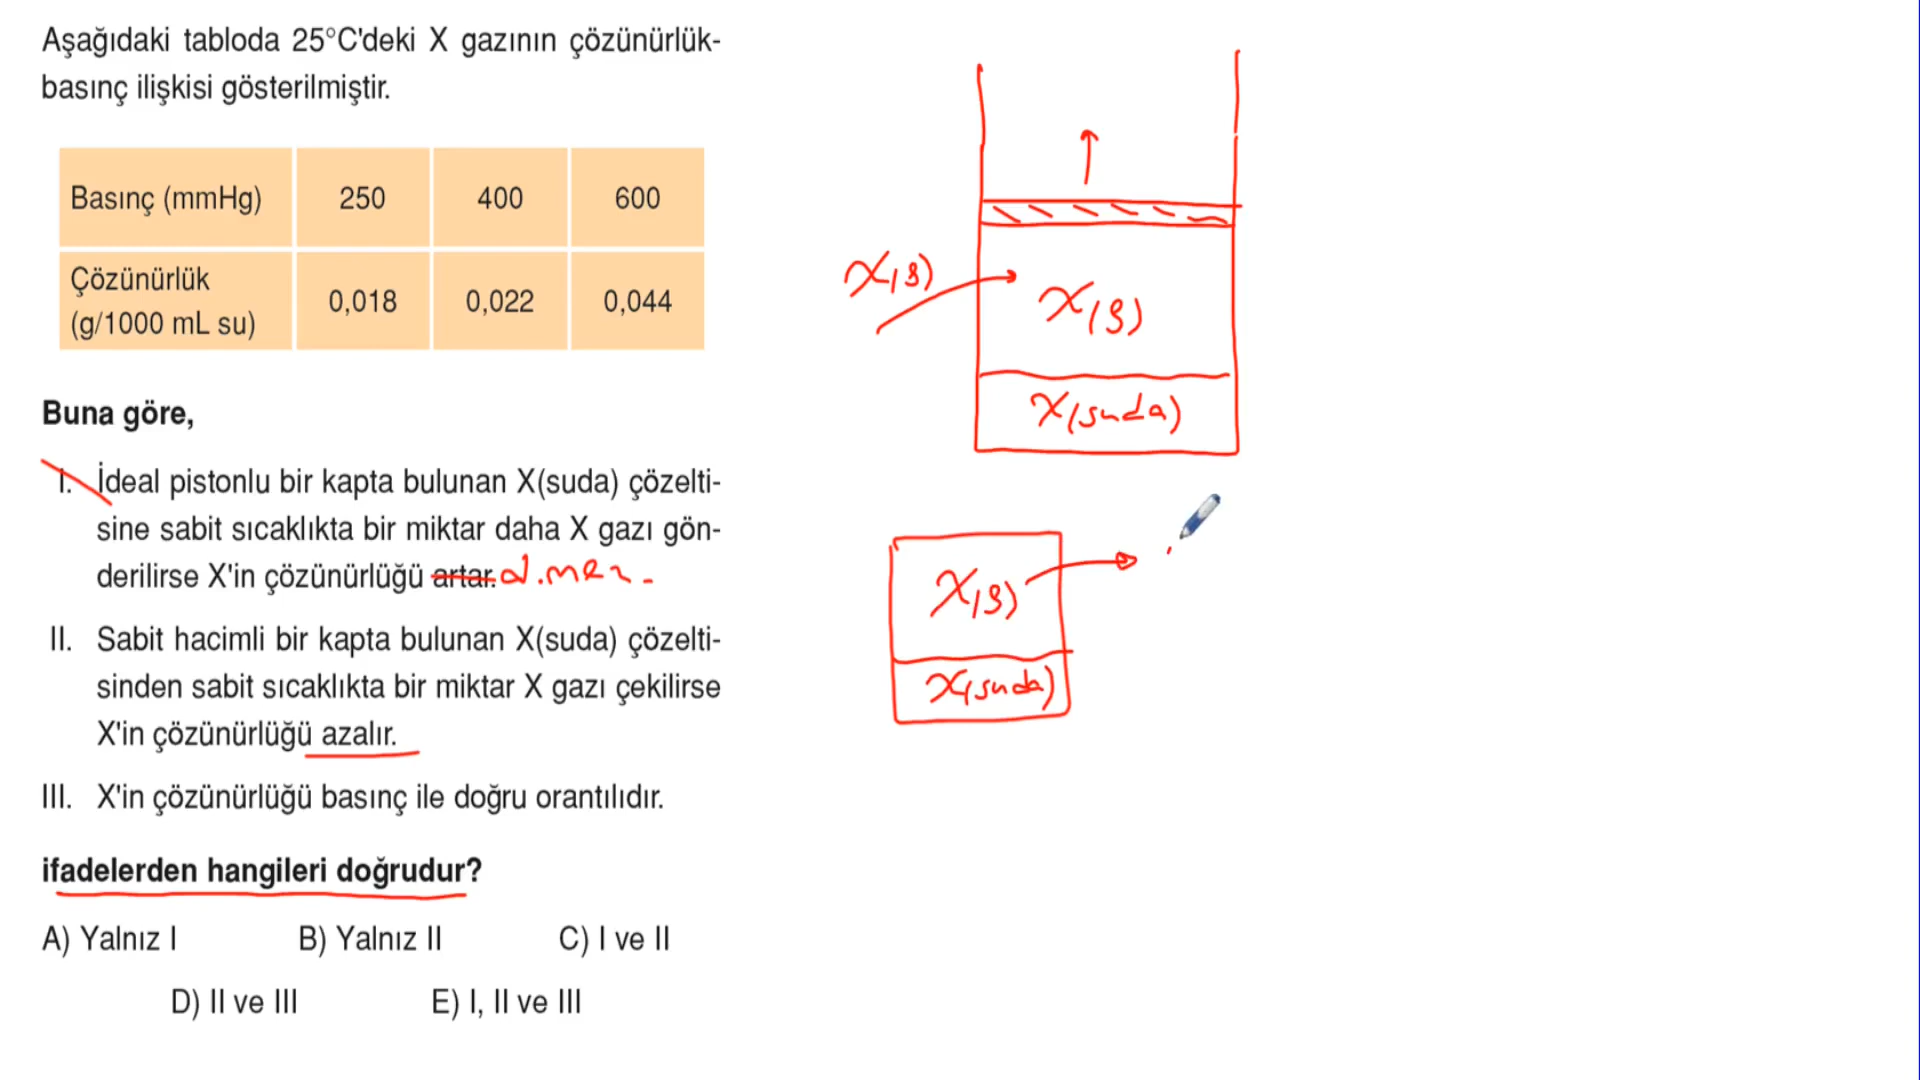 Aşağıdaki tabloda 25°C'deki X gazının çözünürlük-
basınç ilişkisi gösterilmiştir.
Basınç (mmHg) 250 400 600
Çözünürlük
(g/1000 mL su) 0,018 0,022 0,044
Buna göre,
I. İdeal pistonlu bir kapta bulunan X(suda) çözelti-
sine sabit sıcaklıkta bir miktar daha X gazı gön-
derilirse X'in çözünürlüğü artar. d.mez.
II. Sabit hacimli bir kapta bulunan X(suda) çözelti-
sinden sabit sıcaklıkta bir miktar X gazı çekilirse
X'in çözünürlüğü azalır.
III. X'in çözünürlüğü basınç ile doğru orantılıdır.
ifadelerden hangileri doğrudur?
A) Yalnız I B) Yalnız II C) I ve II
D) II ve III E) I, II ve III
X(g)
X(g)
X(suda)
X(g)
X(suda)